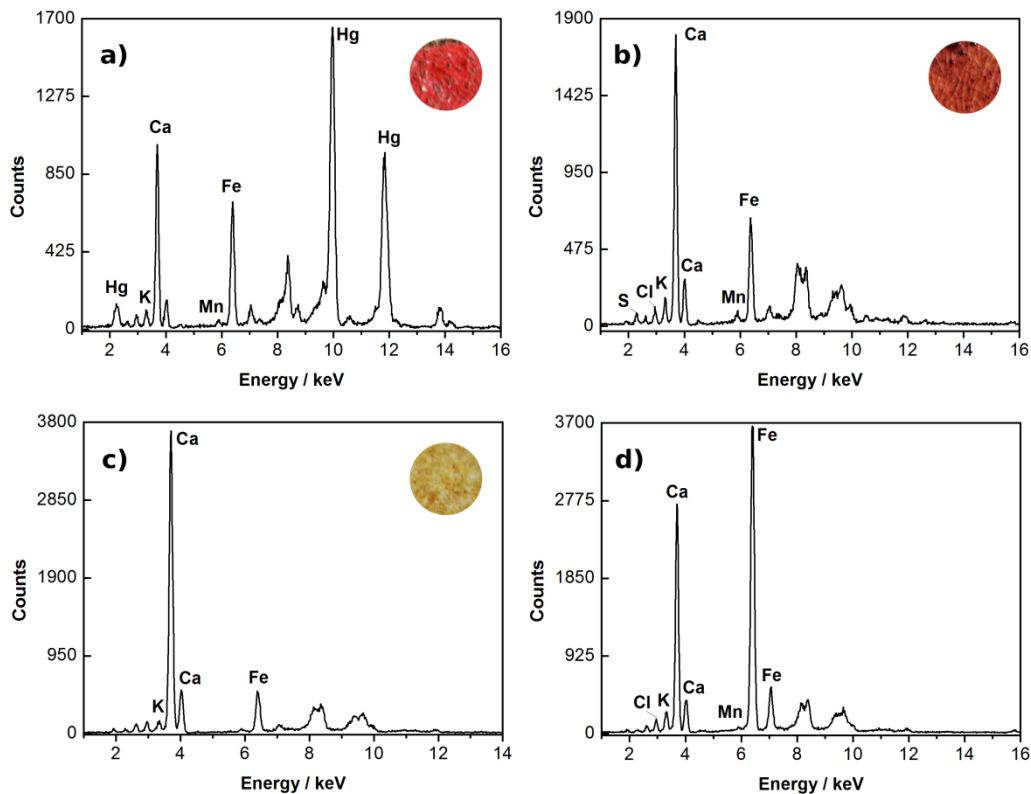 a)
Hg
Ca
Hg
Fe
Hg
K
Mn
1700
1275
850
425
0
2 4 6 8 10 12 14 16
Energy / keV
Counts
b)
Ca
Fe
Ca
K
Cl
S
Mn
1900
1425
950
475
0
2 4 6 8 10 12 14 16
Energy / keV
Counts
c)
Ca
Ca
Fe
K
3800
2850
1900
950
0
2 4 6 8 10 12 14
Energy / keV
Counts
d)
Fe
Ca
Fe
Ca
K
Cl
Mn
3700
2775
1850
925
0
2 4 6 8 10 12 14 16
Energy / keV
Counts